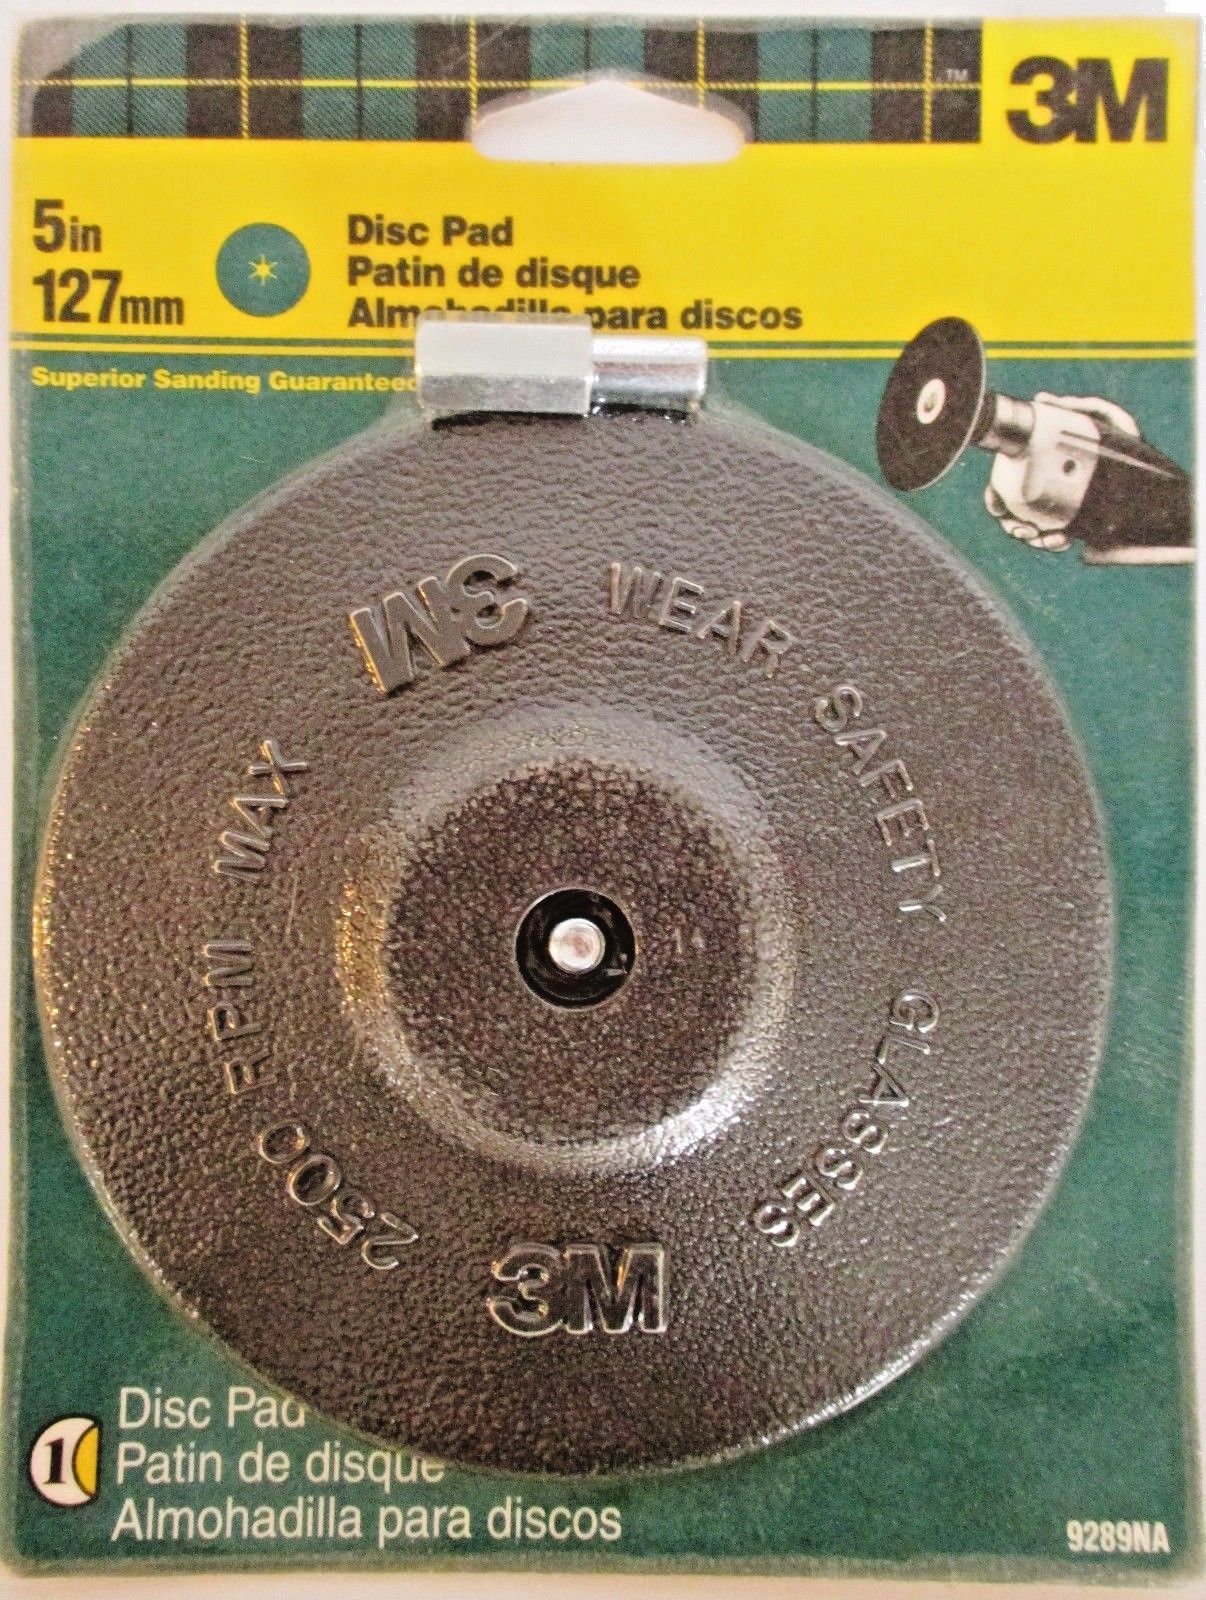 ™
3M
5in
127mm
Disc Pad
Patin de disque
Almohadilla para discos
Superior Sanding Guaranteed
3M
WEAR SAFETY GLASSES
2500 RPM MAX
3M
1
Disc Pad
Patin de disque
Almohadilla para discos
9289NA